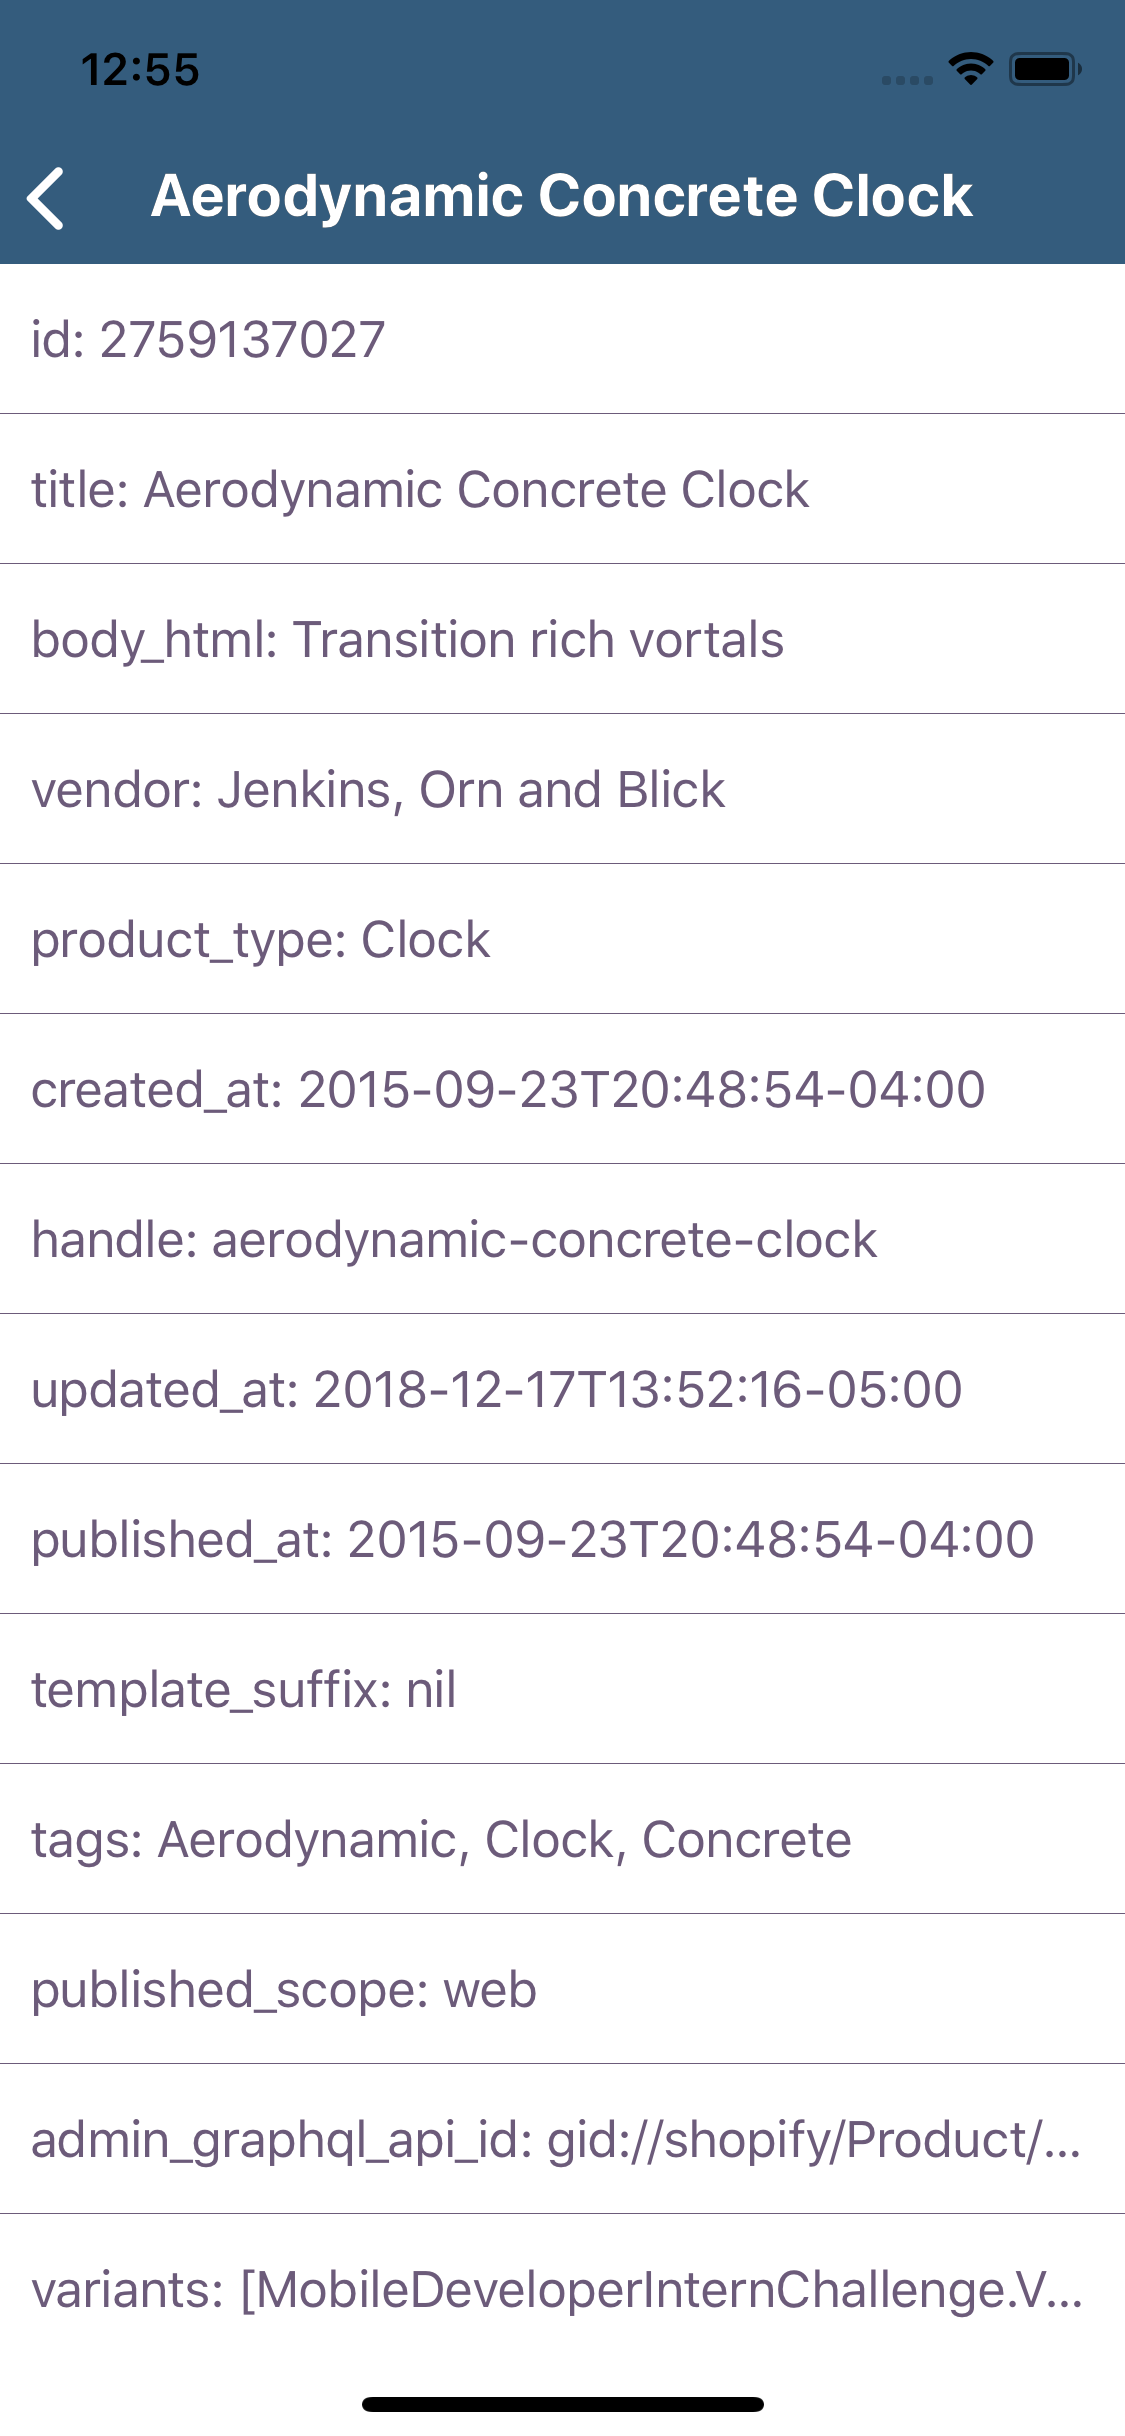 12:55
Aerodynamic Concrete Clock
id: 2759137027
title: Aerodynamic Concrete Clock
body_html: Transition rich vortals
vendor: Jenkins, Orn and Blick
product_type: Clock
created_at: 2015-09-23T20:48:54-04:00
handle: aerodynamic-concrete-clock
updated_at: 2018-12-17T13:52:16-05:00
published_at: 2015-09-23T20:48:54-04:00
template_suffix: nil
tags: Aerodynamic, Clock, Concrete
published_scope: web
admin_graphql_api_id: gid://shopify/Product/...
variants: [MobileDeveloperInternChallenge.V...